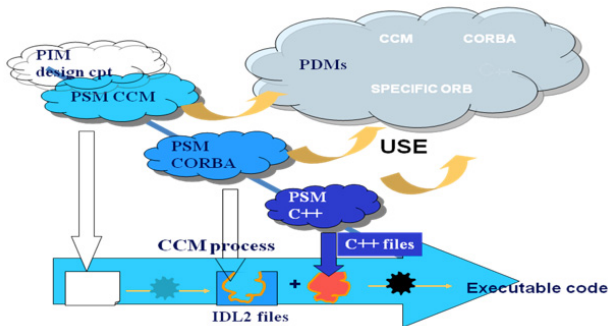 PIM
design cpt
PSM CCM
PDMs
CCM
CORBA
SPECIFIC ORB
PSM
CORBA
USE
PSM
C++
CCM process
C++ files
+
IDL2 files
Executable code